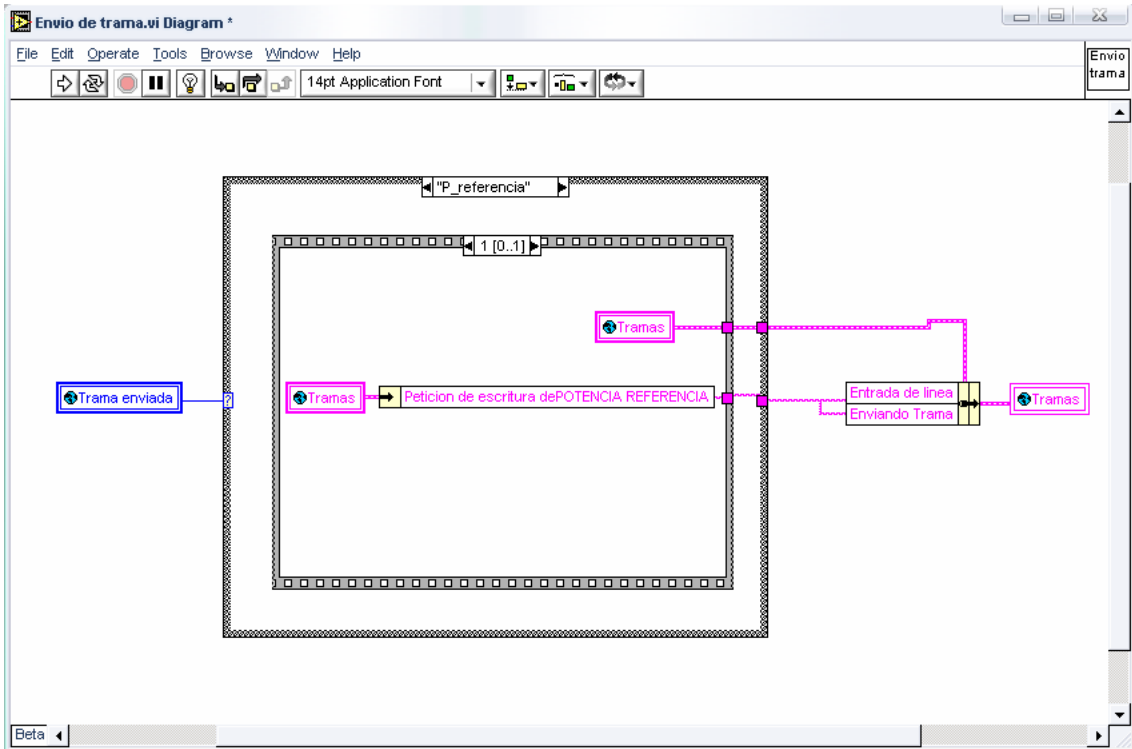 Envio de trama.vi Diagram *
File Edit Operate Tools Browse Window Help
Envio
trama
14pt Application Font
"P_referencia"
1 [0..1]
Tramas
Trama enviada
?
Tramas
Peticion de escritura dePOTENCIA REFERENCIA
Entrada de linea
Enviando Trama
Tramas
Beta